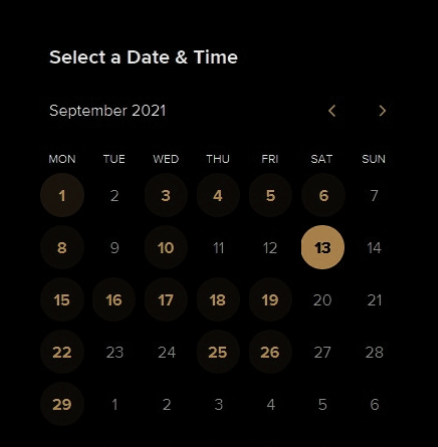 Select a Date & Time
September 2021
MON TUE WED THU FRI SAT SUN
1 2 3 4 5 6 7
8 9 10 11 12 13 14
15 16 17 18 19 20 21
22 23 24 25 26 27 28
29 1 2 3 4 5 6